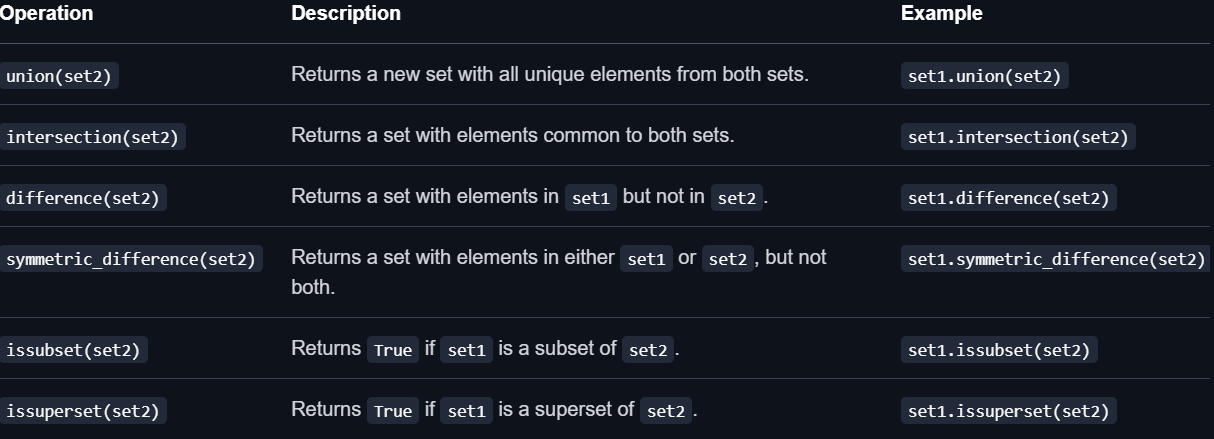 Operation Description Example
union(set2) Returns a new set with all unique elements from both sets. set1.union(set2)
intersection(set2) Returns a set with elements common to both sets. set1.intersection(set2)
difference(set2) Returns a set with elements in set1 but not in set2. set1.difference(set2)
symmetric_difference(set2) Returns a set with elements in either set1 or set2, but not set1.symmetric_difference(set2)
both.
issubset(set2) Returns True if set1 is a subset of set2. set1.issubset(set2)
issuperset(set2) Returns True if set1 is a superset of set2. set1.issuperset(set2)